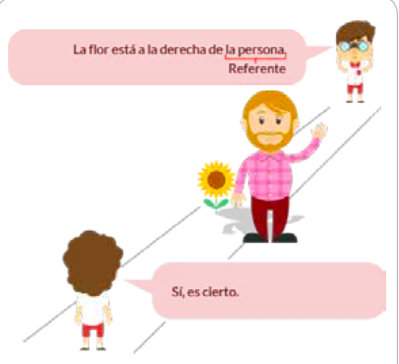 La flor está a la derecha de la persona,
Referente
Sí, es cierto.